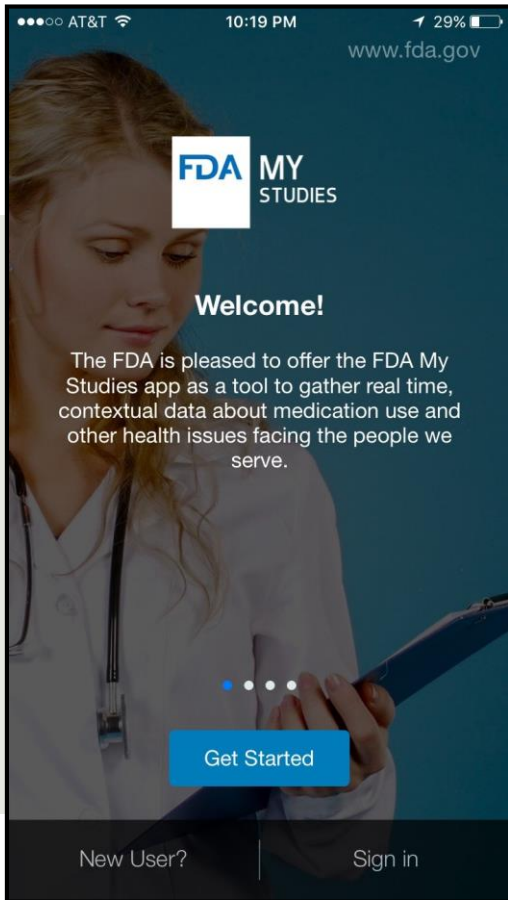 AT&T 10:19 PM 29%
www.fda.gov
FDA MY
STUDIES
Welcome!
The FDA is pleased to offer the FDA My
Studies app as a tool to gather real time,
contextual data about medication use and
other health issues facing the people we
serve.
Get Started
New User? Sign in